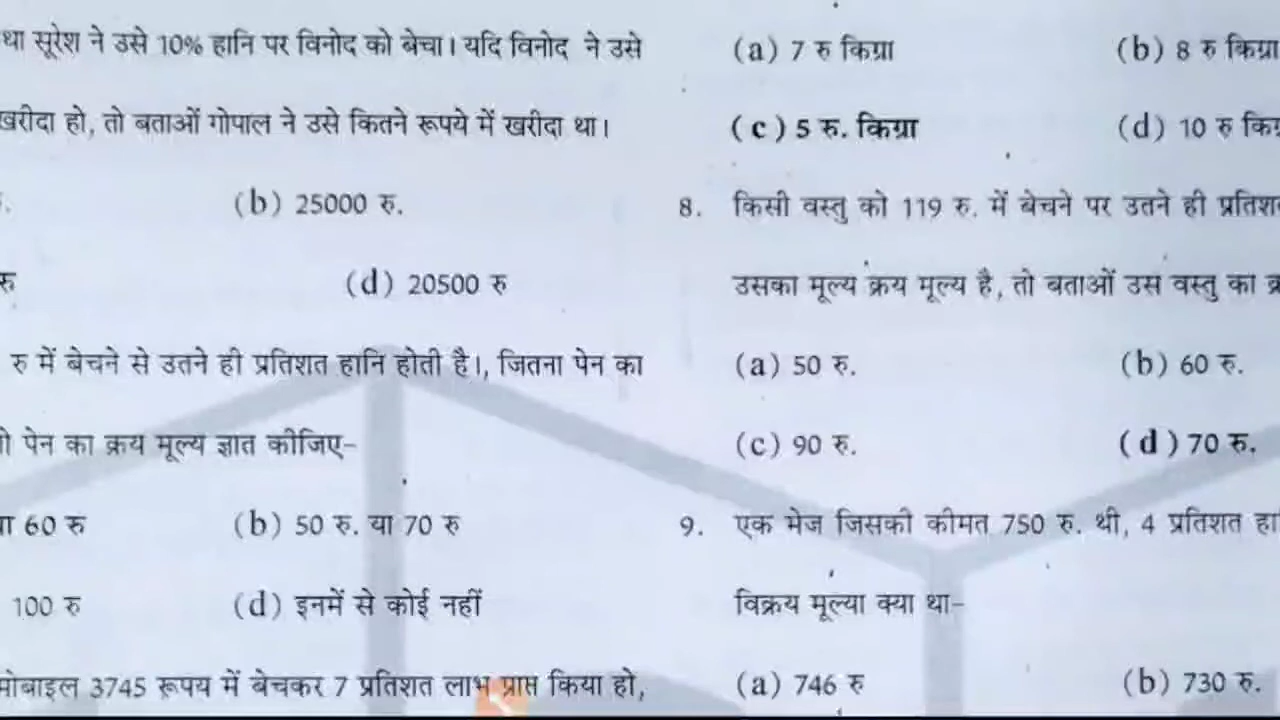 था सूरेश ने उसे 10% हानि पर विनोद को बेचा। यदि विनोद ने उसे
खरीदा हो, तो बताओं गोपाल ने उसे कितने रूपये में खरीदा था।
(b) 25000 रु.
रु
(d) 20500 रु
रु में बेचने से उतने ही प्रतिशत हानि होती है।, जितना पेन का
पेन का क्रय मूल्य ज्ञात कीजिए-
60 रु
(b) 50 रु. या 70 रु
100 रु
(d) इनमें से कोई नहीं
मोबाइल 3745 रूपय में बेचकर 7 प्रतिशत लाभ प्राप्त किया हो,
(a) 7 रु किग्रा
(b) 8 रु किग्रा
(c) 5 रु. किग्रा
(d) 10 रु
8. किसी वस्तु को 119 रु. में बेचने पर उतने ही
उसका मूल्य क्रय मूल्य है, तो बताओं उस वस्तु का
(a) 50 रु.
(b) 60 रु.
(c) 90 रु.
(d) 70 रु.
9. एक मेज जिसकी कीमत 750 रु. थी, 4 प्रतिशत
विक्रय मूल्या क्या था-
(a) 746 रु
(b) 730 रु.